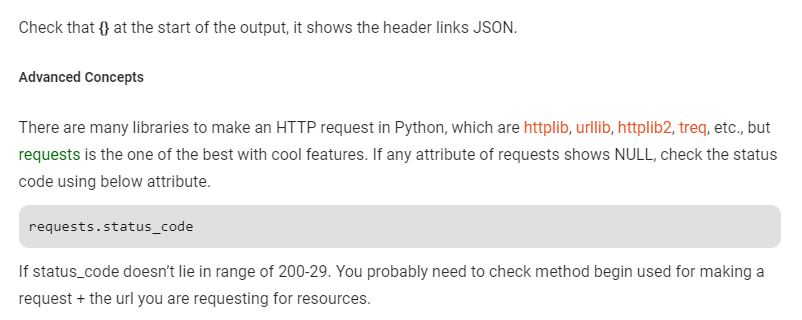 Check that {} at the start of the output, it shows the header links JSON.
Advanced Concepts
There are many libraries to make an HTTP request in Python, which are httplib, urllib, httplib2, treq, etc., but
requests is the one of the best with cool features. If any attribute of requests shows NULL, check the status
code using below attribute.
requests.status_code
If status_code doesn’t lie in range of 200-29. You probably need to check method begin used for making a
request + the url you are requesting for resources.